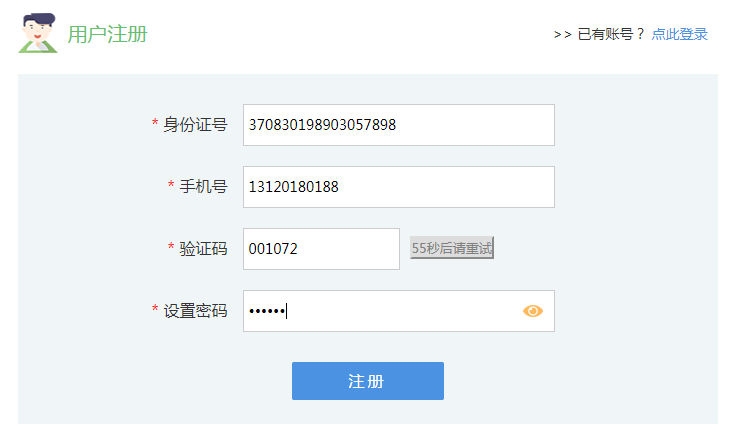 用户注册
>> 已有账号？ 点此登录
* 身份证号 370830198903057898
* 手机号 13120180188
* 验证码 001072 55秒后请重试
* 设置密码 ••••••
注册